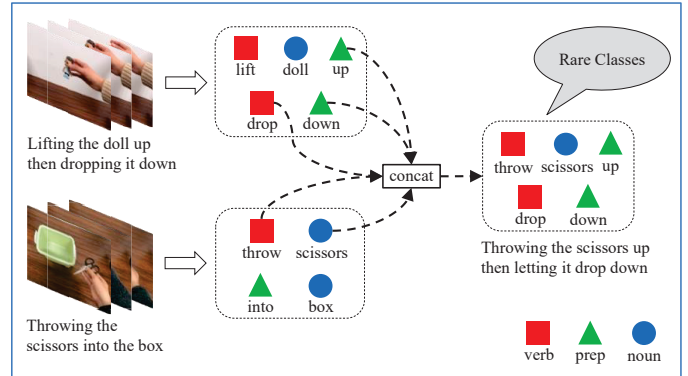 Rare Classes
lift doll up
drop down
Lifting the doll up
then dropping it down
concat
throw scissors up
drop down
Throwing the scissors up
then letting it drop down
throw scissors
into box
Throwing the
scissors into the box
verb prep noun